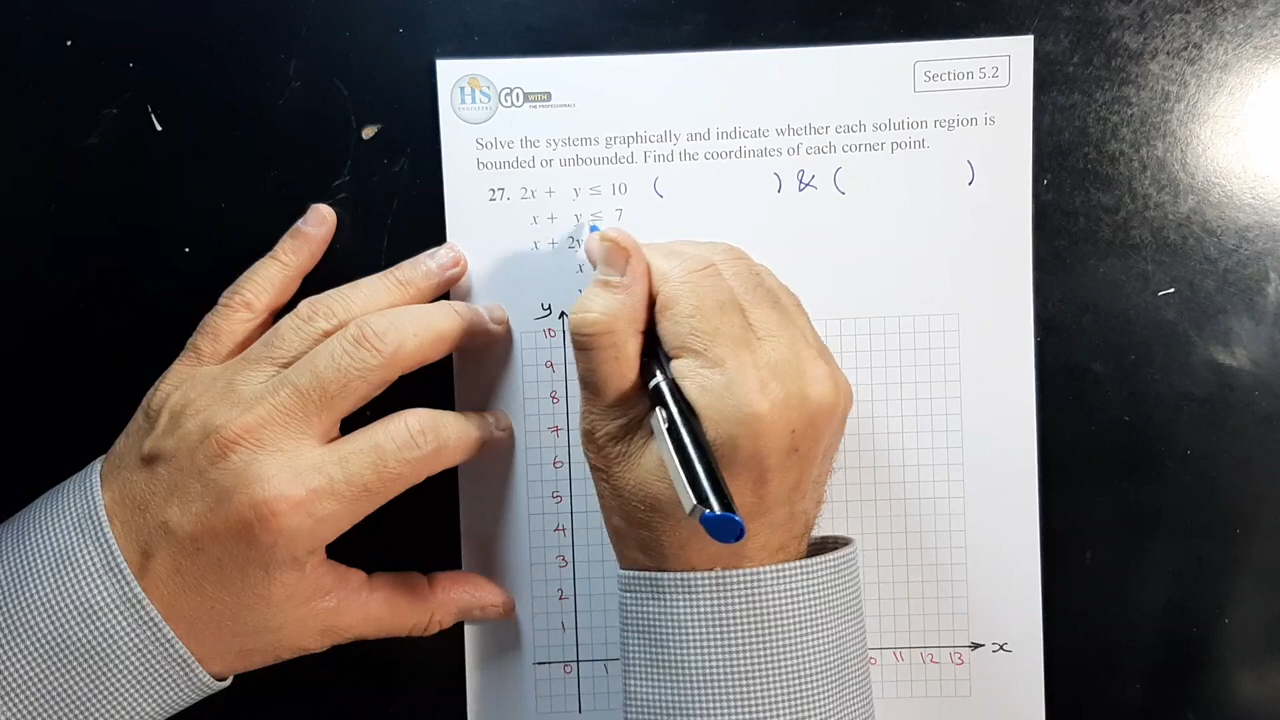 HS
ENGINEERS
GO WITH
THE PROFESSIONALS
Section 5.2
Solve the systems graphically and indicate whether each solution region is
bounded or unbounded. Find the coordinates of each corner point.
27. 2x + y ≤ 10 ( ) & ( )
x + y ≤ 7
x + 2y
x
y
10
9
8
7
6
5
4
3
2
1
0 1 11 12 13 x